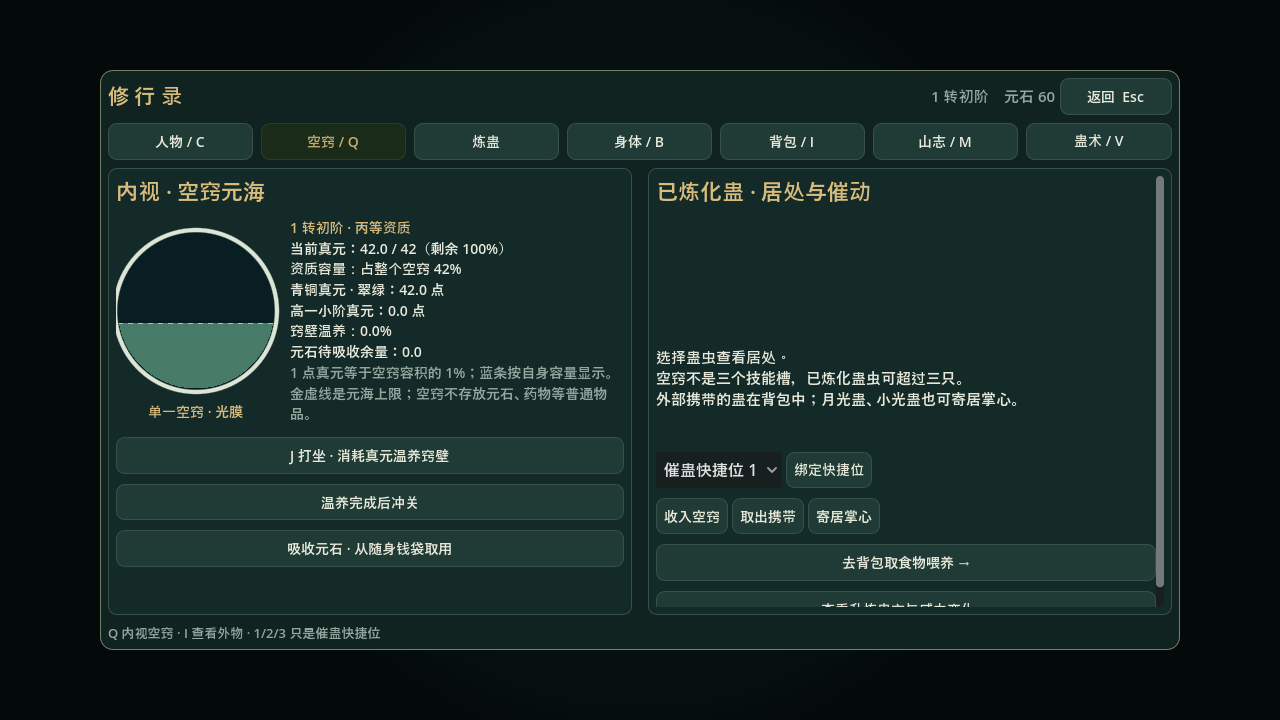 修行录
1 转初阶 元石 60
返回 Esc
人物 / C
空窍 / Q
炼蛊
身体 / B
背包 / I
山志 / M
蛊术 / V
内视 · 空窍元海
1 转初阶 · 丙等资质
当前真元：42.0 / 42（剩余 100%）
资质容量：占整个空窍 42%
青铜真元 · 翠绿：42.0 点
高一小阶真元：0.0 点
窍壁温养：0.0%
元石待吸收余量：0.0
1 点真元等于空窍容积的 1%；蓝条按自身容量显示。
金虚线是元海上限；空窍不存放元石、药物等普通物
品。
单一空窍 · 光膜
J 打坐 · 消耗真元温养窍壁
温养完成后冲关
吸收元石 · 从随身钱袋取用
已炼化蛊 · 居处与催动
选择蛊虫查看居处。
空窍不是三个技能槽，已炼化蛊虫可超过三只。
外部携带的蛊在背包中；月光蛊、小光蛊也可寄居掌心。
催蛊快捷位 1
绑定快捷位
收入空窍
取出携带
寄居掌心
去背包取食物喂养 →
Q 内视空窍 · I 查看外物 · 1/2/3 只是催蛊快捷位